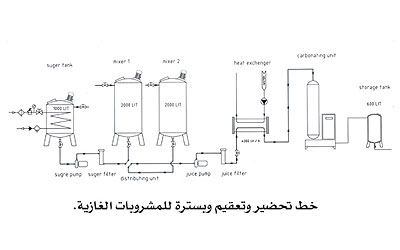 mixer 1
mixer 2
heat exchenger
carbonating unit
suger tank
storage tank
1000 LIT
2000 LIT
2000 LIT
600 LIT
sugre pump
suger filter
distributing unit
juice pump
juice filter
خط تحضير وتعقيم وبسترة للمشروبات الغازية.